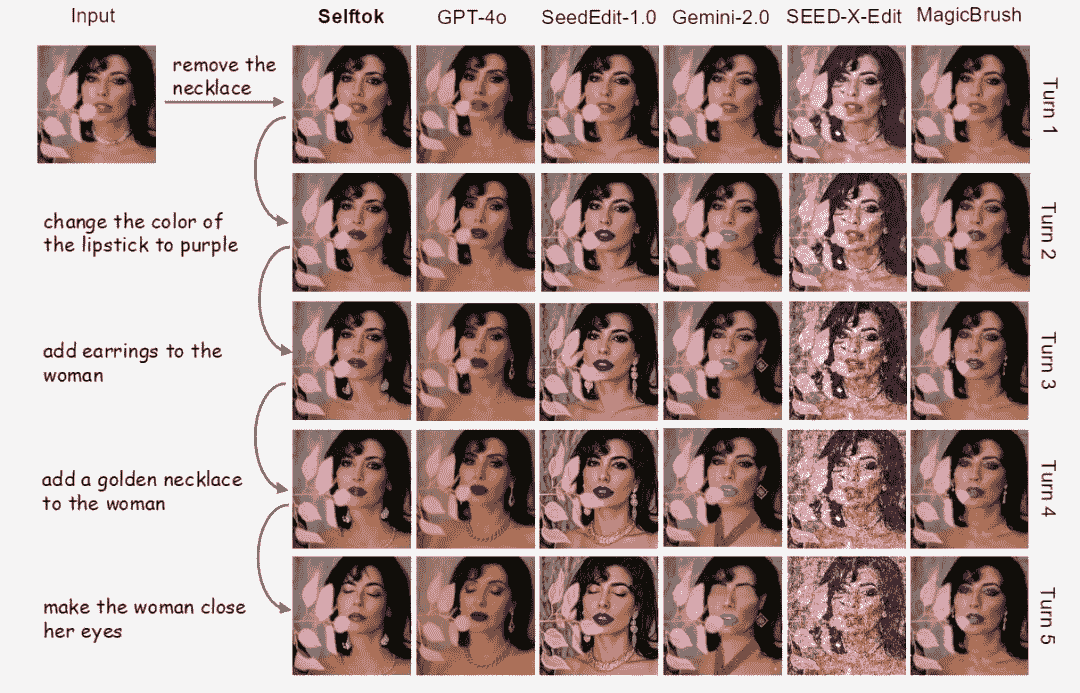 Input
Selftok
GPT-4o
SeedEdit-1.0
Gemini-2.0
SEED-X-Edit
MagicBrush
remove the
necklace
Turn 1
change the color of
the lipstick to purple
Turn 2
add earrings to the
woman
Turn 3
add a golden necklace
to the woman
Turn 4
make the woman close
her eyes
Turn 5